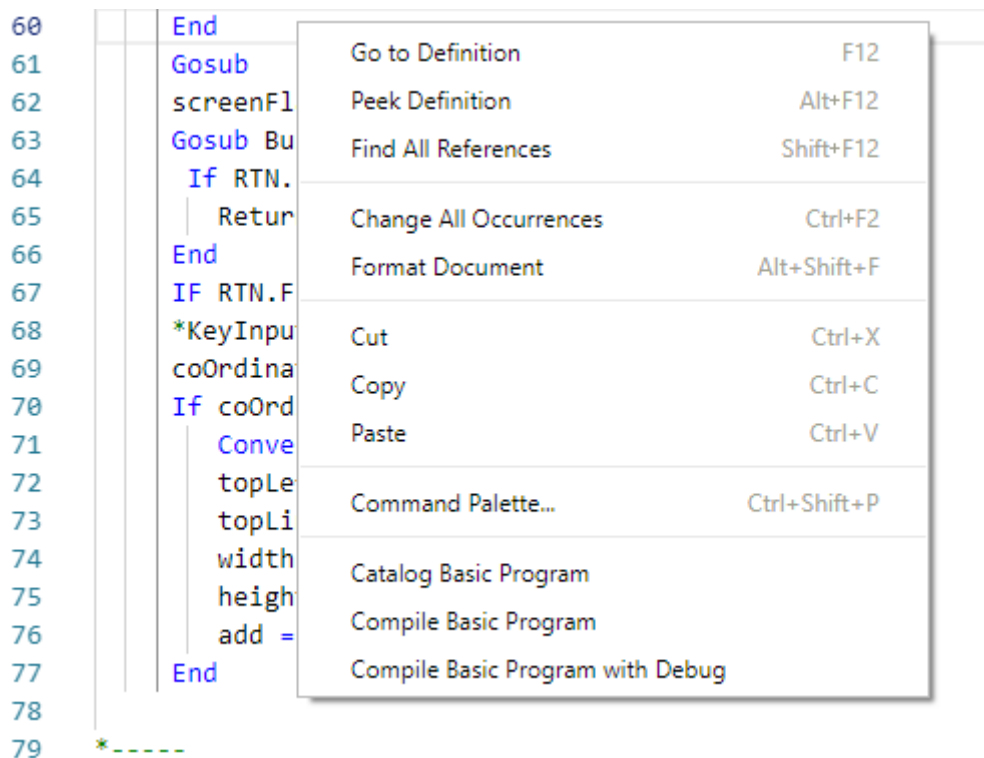 60 End
61 Gosub
62 screenFl
63 Gosub Bu
64 If RTN.
65 Retur
66 End
67 IF RTN.F
68 *KeyInpu
69 coOrdina
70 If coOrd
71 Conve
72 topLe
73 topLi
74 width
75 heigh
76 add =
77 End
78
79 *-----
Go to Definition F12
Peek Definition Alt+F12
Find All References Shift+F12
Change All Occurrences Ctrl+F2
Format Document Alt+Shift+F
Cut Ctrl+X
Copy Ctrl+C
Paste Ctrl+V
Command Palette... Ctrl+Shift+P
Catalog Basic Program
Compile Basic Program
Compile Basic Program with Debug